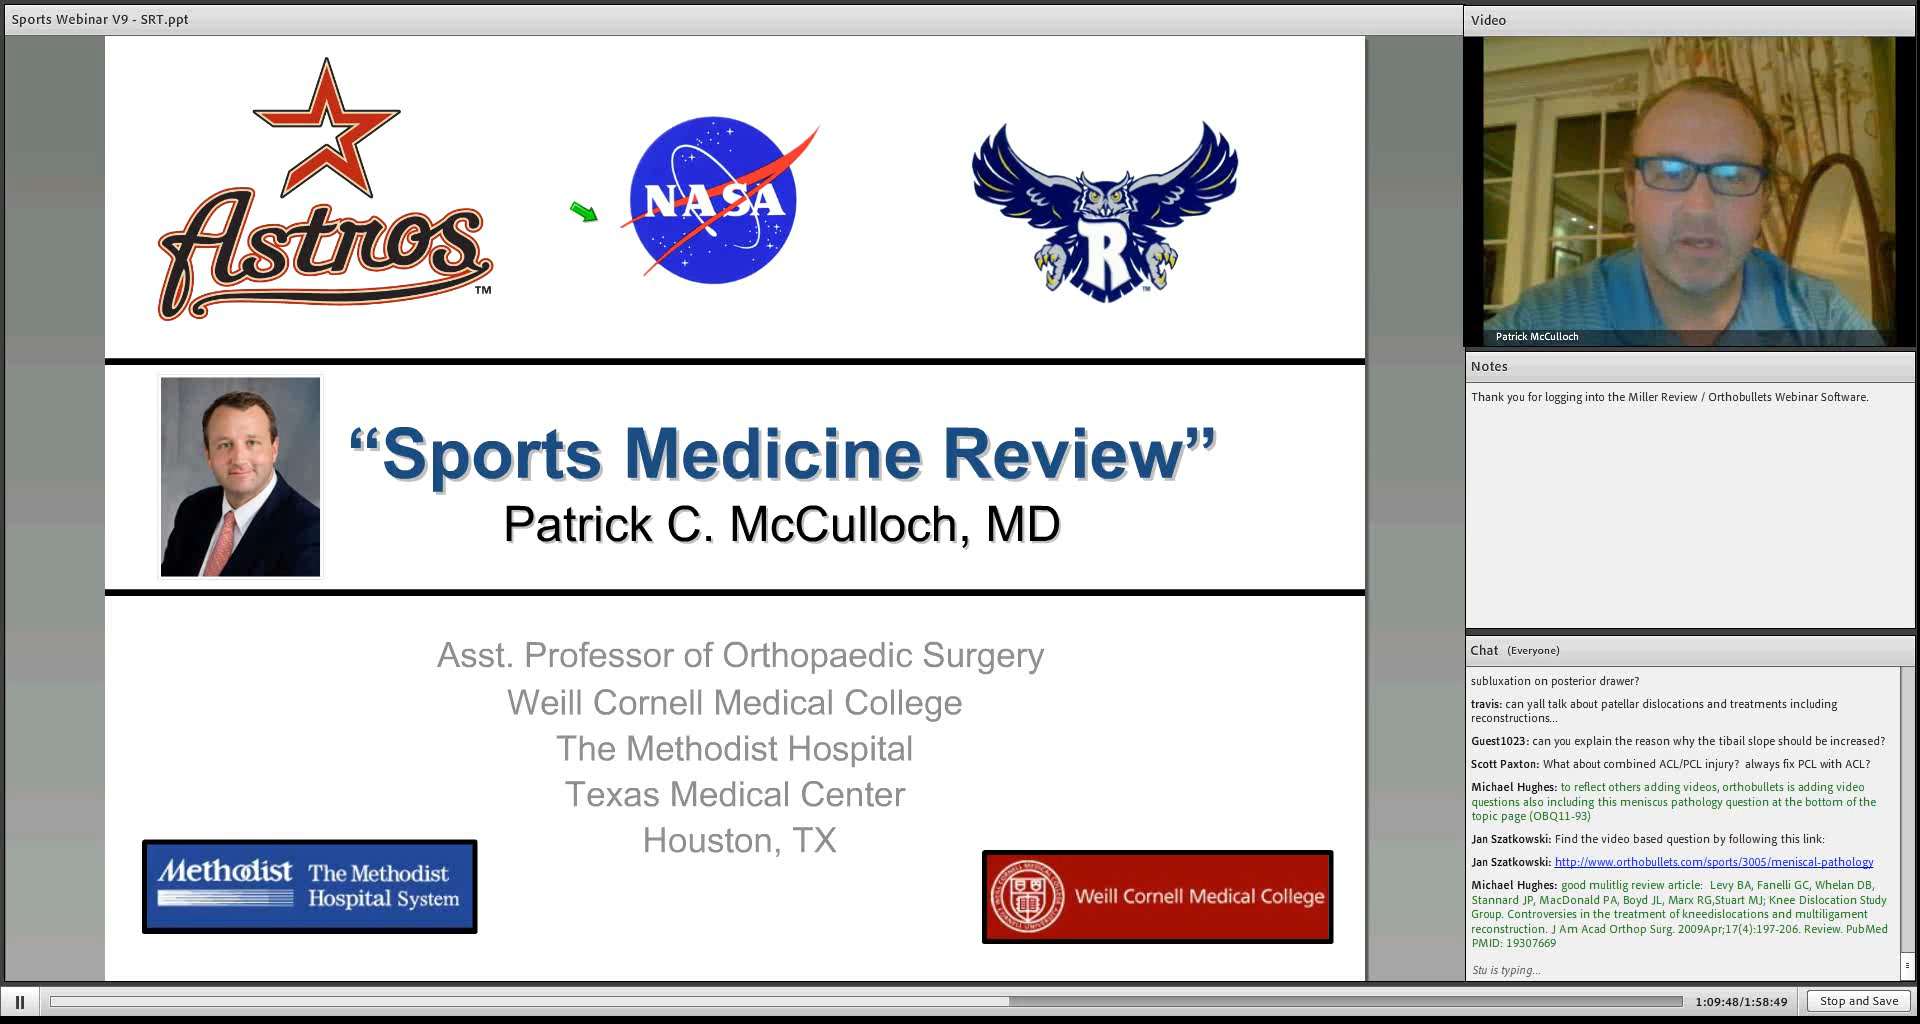 Sports Webinar V9 - SRT.ppt
Astros
TM
NASA
R
TM
“Sports Medicine Review”
Patrick C. McCulloch, MD
Asst. Professor of Orthopaedic Surgery
Weill Cornell Medical College
The Methodist Hospital
Texas Medical Center
Houston, TX
Methodist
The Methodist
Hospital System
Weill Cornell Medical College
Video
Patrick McCulloch
Notes
Thank you for logging into the Miller Review / Orthobullets Webinar Software.
Chat (Everyone)
subluxation on posterior drawer?
travis: can yall talk about patellar dislocations and treatments including
reconstructions...
Guest1023: can you explain the reason why the tibail slope should be increased?
Scott Paxton: What about combined ACL/PCL injury? always fix PCL with ACL?
Michael Hughes: to reflect others adding videos, orthobullets is adding video
questions also including this meniscus pathology question at the bottom of the
topic page (OBQ11-93)
Jan Szatkowski: Find the video based question by following this link:
Jan Szatkowski: http://www.orthobullets.com/sports/3005/meniscal-pathology
Michael Hughes: good mulitlig review article: Levy BA, Fanelli GC, Whelan DB,
Stannard JP, MacDonald PA, Boyd JL, Marx RG,Stuart MJ; Knee Dislocation Study
Group. Controversies in the treatment of kneedislocations and multiligament
reconstruction. J Am Acad Orthop Surg. 2009Apr;17(4):197-206. Review. PubMed
PMID: 19307669
Stu is typing...
1:09:48/1:58:49
Stop and Save